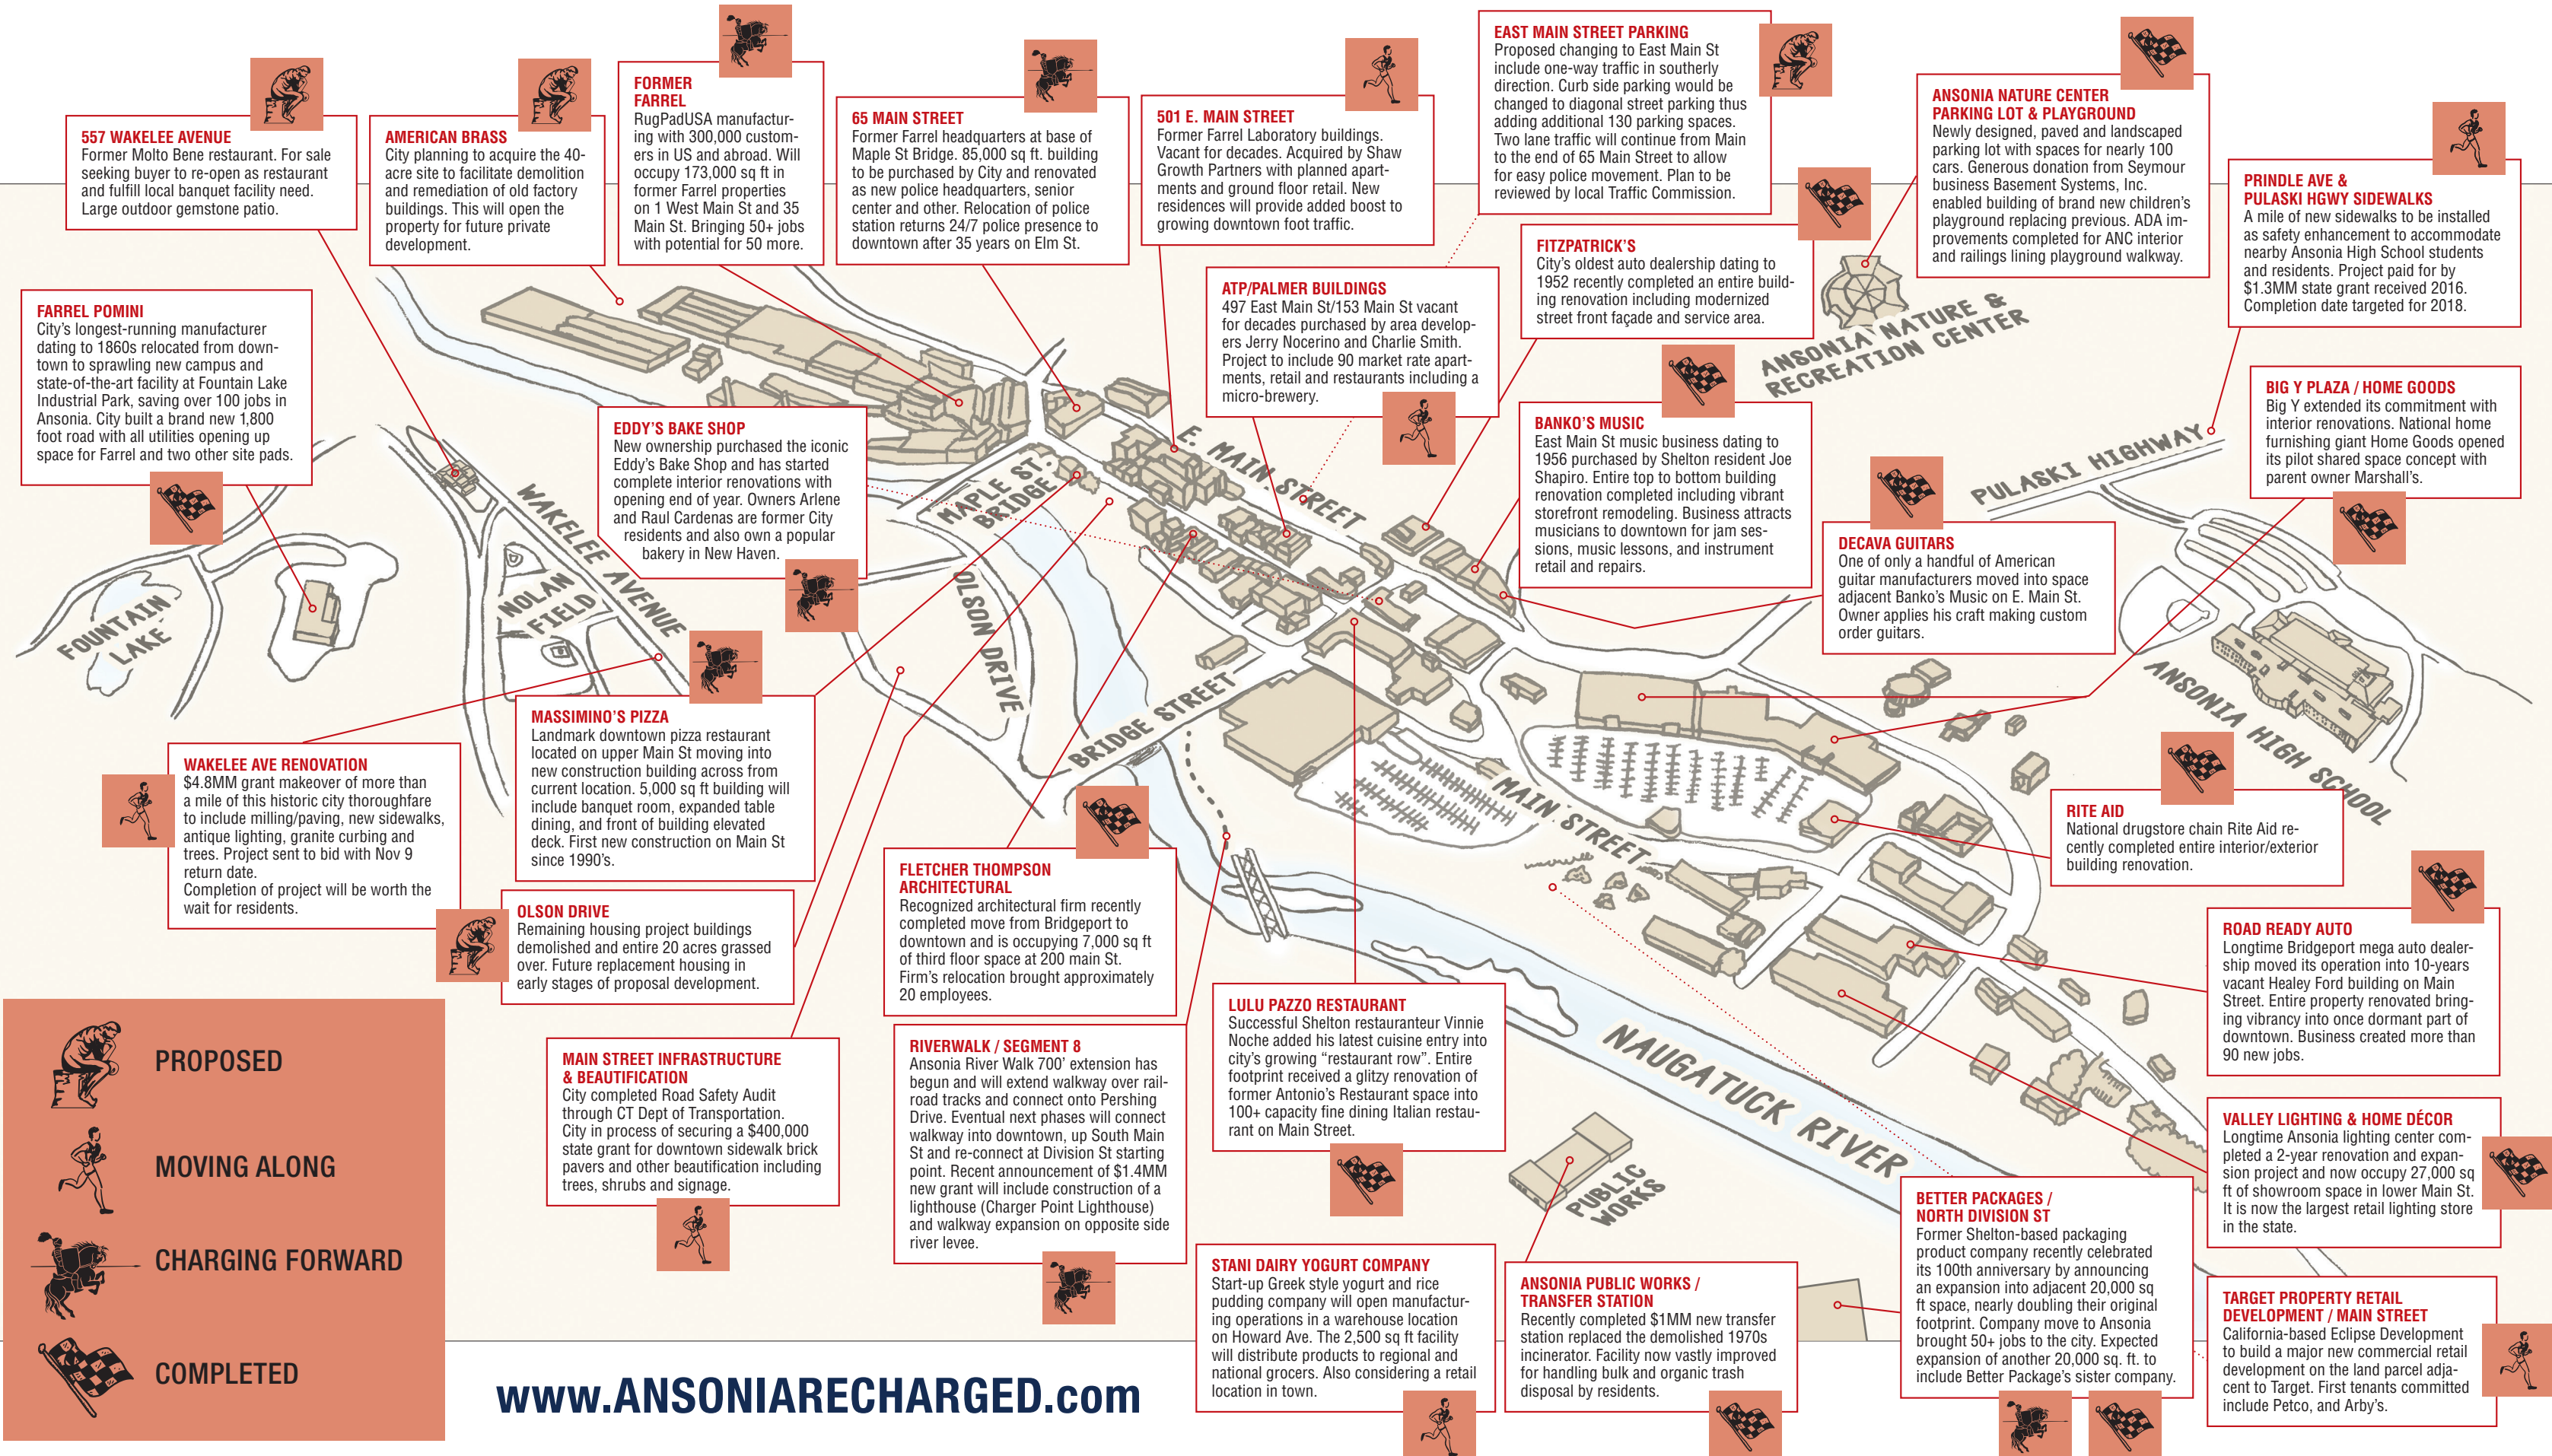 557 WAKELEE AVENUE
Former Molto Bene restaurant. For sale
seeking buyer to re-open as restaurant
and fulfill local banquet facility need.
Large outdoor gemstone patio.
AMERICAN BRASS
City planning to acquire the 40-
acre site to facilitate demolition
and remediation of old factory
buildings. This will open the
property for future private
development.
FORMER
FARREL
RugPadUSA manufactur-
ing with 300,000 custom-
ers in US and abroad. Will
occupy 173,000 sq ft in
former Farrel properties
on 1 West Main St and 35
Main St. Bringing 50+ jobs
with potential for 50 more.
65 MAIN STREET
Former Farrel headquarters at base of
Maple St Bridge. 85,000 sq ft. building
to be purchased by City and renovated
as new police headquarters, senior
center and other. Relocation of police
station returns 24/7 police presence to
downtown after 35 years on Elm St.
501 E. MAIN STREET
Former Farrel Laboratory buildings.
Vacant for decades. Acquired by Shaw
Growth Partners with planned apart-
ments and ground floor retail. New
residences will provide added boost to
growing downtown foot traffic.
EAST MAIN STREET PARKING
Proposed changing to East Main St
include one-way traffic in southerly
direction. Curb side parking would be
changed to diagonal street parking thus
adding additional 130 parking spaces.
Two lane traffic will continue from Main
to the end of 65 Main Street to allow
for easy police movement. Plan to be
reviewed by local Traffic Commission.
ANSONIA NATURE CENTER
PARKING LOT & PLAYGROUND
Newly designed, paved and landscaped
parking lot with spaces for nearly 100
cars. Generous donation from Seymour
business Basement Systems, Inc.
enabled building of brand new children's
playground replacing previous. ADA im-
provements completed for ANC interior
and railings lining playground walkway.
PRINDLE AVE &
PULASKI HGWY SIDEWALKS
A mile of new sidewalks to be installed
as safety enhancement to accommodate
nearby Ansonia High School students
and residents. Project paid for by
$1.3MM state grant received 2016.
Completion date targeted for 2018.
FARREL POMINI
City's longest-running manufacturer
dating to 1860s relocated from down-
town to sprawling new campus and
state-of-the-art facility at Fountain Lake
Industrial Park, saving over 100 jobs in
Ansonia. City built a brand new 1,800
foot road with all utilities opening up
space for Farrel and two other site pads.
ATP/PALMER BUILDINGS
497 East Main St/153 Main St vacant
for decades purchased by area develop-
ers Jerry Nocerino and Charlie Smith.
Project to include 90 market rate apart-
ments, retail and restaurants including a
micro-brewery.
FITZPATRICK'S
City's oldest auto dealership dating to
1952 recently completed an entire build-
ing renovation including modernized
street front façade and service area.
ANSONIA NATURE &
RECREATION CENTER
BIG Y PLAZA / HOME GOODS
Big Y extended its commitment with
interior renovations. National home
furnishing giant Home Goods opened
its pilot shared space concept with
parent owner Marshall's.
EDDY'S BAKE SHOP
New ownership purchased the iconic
Eddy's Bake Shop and has started
complete interior renovations with
opening end of year. Owners Arlene
and Raul Cardenas are former City
residents and also own a popular
bakery in New Haven.
BANKO'S MUSIC
East Main St music business dating to
1956 purchased by Shelton resident Joe
Shapiro. Entire top to bottom building
renovation completed including vibrant
storefront remodeling. Business attracts
musicians to downtown for jam ses-
sions, music lessons, and instrument
retail and repairs.
DECAVA GUITARS
One of only a handful of American
guitar manufacturers moved into space
adjacent Banko's Music on E. Main St.
Owner applies his craft making custom
order guitars.
E. MAIN STREET
MAPLE ST.
BRIDGE
PULASKI HIGHWAY
WAKELEE AVENUE
NOLAN
FIELD
FOUNTAIN
LAKE
OLSON DRIVE
BRIDGE STREET
MAIN STREET
ANSONIA HIGH SCHOOL
NAUGATUCK RIVER
PUBLIC
WORKS
WAKELEE AVE RENOVATION
$4.8MM grant makeover of more than
a mile of this historic city thoroughfare
to include milling/paving, new sidewalks,
antique lighting, granite curbing and
trees. Project sent to bid with Nov 9
return date.
Completion of project will be worth the
wait for residents.
MASSIMINO'S PIZZA
Landmark downtown pizza restaurant
located on upper Main St moving into
new construction building across from
current location. 5,000 sq ft building will
include banquet room, expanded table
dining, and front of building elevated
deck. First new construction on Main St
since 1990's.
OLSON DRIVE
Remaining housing project buildings
demolished and entire 20 acres grassed
over. Future replacement housing in
early stages of proposal development.
FLETCHER THOMPSON
ARCHITECTURAL
Recognized architectural firm recently
completed move from Bridgeport to
downtown and is occupying 7,000 sq ft
of third floor space at 200 main St.
Firm's relocation brought approximately
20 employees.
RITE AID
National drugstore chain Rite Aid re-
cently completed entire interior/exterior
building renovation.
ROAD READY AUTO
Longtime Bridgeport mega auto dealer-
ship moved its operation into 10-years
vacant Healey Ford building on Main
Street. Entire property renovated bring-
ing vibrancy into once dormant part of
downtown. Business created more than
90 new jobs.
MAIN STREET INFRASTRUCTURE
& BEAUTIFICATION
City completed Road Safety Audit
through CT Dept of Transportation.
City in process of securing a $400,000
state grant for downtown sidewalk brick
pavers and other beautification including
trees, shrubs and signage.
RIVERWALK / SEGMENT 8
Ansonia River Walk 700' extension has
begun and will extend walkway over rail-
road tracks and connect onto Pershing
Drive. Eventual next phases will connect
walkway into downtown, up South Main
St and re-connect at Division St starting
point. Recent announcement of $1.4MM
new grant will include construction of a
lighthouse (Charger Point Lighthouse)
and walkway expansion on opposite side
river levee.
LULU PAZZO RESTAURANT
Successful Shelton restauranteur Vinnie
Noche added his latest cuisine entry into
city's growing "restaurant row". Entire
footprint received a glitzy renovation of
former Antonio's Restaurant space into
100+ capacity fine dining Italian restau-
rant on Main Street.
VALLEY LIGHTING & HOME DÉCOR
Longtime Ansonia lighting center com-
pleted a 2-year renovation and expan-
sion project and now occupy 27,000 sq
ft of showroom space in lower Main St.
It is now the largest retail lighting store
in the state.
STANI DAIRY YOGURT COMPANY
Start-up Greek style yogurt and rice
pudding company will open manufactur-
ing operations in a warehouse location
on Howard Ave. The 2,500 sq ft facility
will distribute products to regional and
national grocers. Also considering a retail
location in town.
ANSONIA PUBLIC WORKS /
TRANSFER STATION
Recently completed $1MM new transfer
station replaced the demolished 1970s
incinerator. Facility now vastly improved
for handling bulk and organic trash
disposal by residents.
BETTER PACKAGES /
NORTH DIVISION ST
Former Shelton-based packaging
product company recently celebrated
its 100th anniversary by announcing
an expansion into adjacent 20,000 sq
ft space, nearly doubling their original
footprint. Company move to Ansonia
brought 50+ jobs to the city. Expected
expansion of another 20,000 sq. ft. to
include Better Package's sister company.
TARGET PROPERTY RETAIL
DEVELOPMENT / MAIN STREET
California-based Eclipse Development
to build a major new commercial retail
development on the land parcel adja-
cent to Target. First tenants committed
include Petco, and Arby's.
PROPOSED
MOVING ALONG
CHARGING FORWARD
COMPLETED
www.ANSONIARECHARGED.com